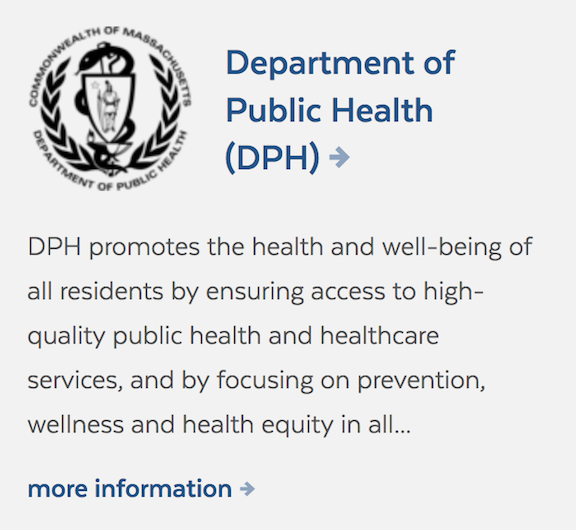 COMMONWEALTH OF MASSACHUSETTS
DEPARTMENT OF PUBLIC HEALTH
Department of
Public Health
(DPH) →
DPH promotes the health and well-being of
all residents by ensuring access to high-
quality public health and healthcare
services, and by focusing on prevention,
wellness and health equity in all...
more information →